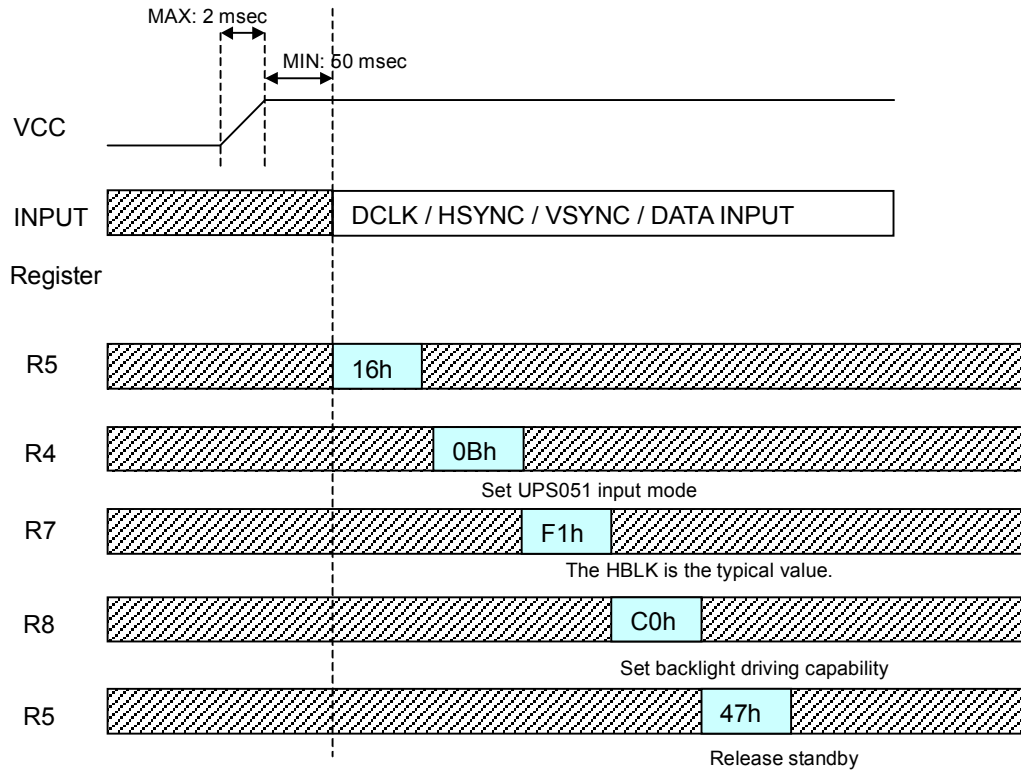 MAX: 2 msec
MIN: 50 msec
VCC
INPUT
DCLK / HSYNC / VSYNC / DATA INPUT
Register
R5
16h
R4
0Bh
Set UPS051 input mode
R7
F1h
The HBLK is the typical value.
R8
C0h
Set backlight driving capability
R5
47h
Release standby